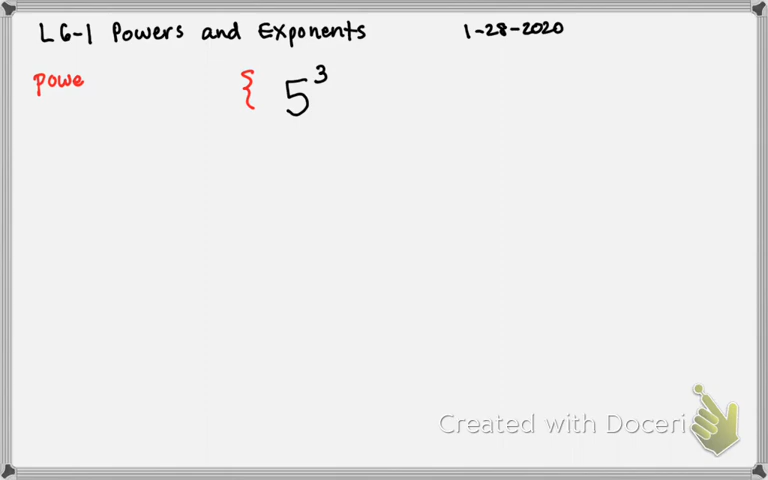 L6-1 Powers and Exponents 1-28-2020
Powe { 5³
Created with Doceri